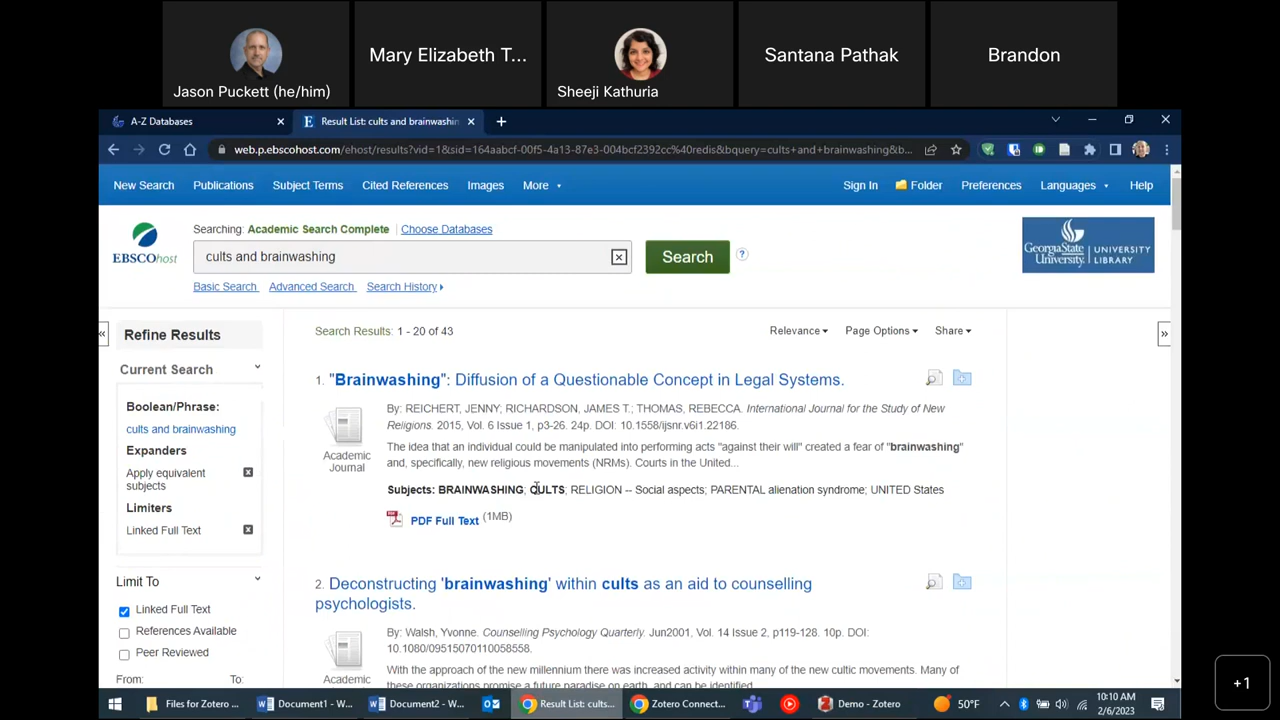 Jason Puckett (he/him)
Mary Elizabeth T...
Sheeji Kathuria
Santana Pathak
Brandon
A-Z Databases
Result List: cults and brainwashin
web.p.ebscohost.com/ehost/results?vid=1&sid=164aabcf-00f5-4a13-87e3-004bcf2392cc%40redis&bquery=cults+and+brainwashing&b...
New Search Publications Subject Terms Cited References Images More
Sign In Folder Preferences Languages Help
EBSCOhost
Searching: Academic Search Complete Choose Databases
cults and brainwashing
Search
?
Basic Search Advanced Search Search History
GeorgiaState University | UNIVERSITY LIBRARY
«
Refine Results
Current Search
Boolean/Phrase:
cults and brainwashing
Expanders
Apply equivalent
subjects
Limiters
Linked Full Text
Limit To
Linked Full Text
References Available
Peer Reviewed
From: To:
Search Results: 1 - 20 of 43
Relevance Page Options Share
»
1. "Brainwashing": Diffusion of a Questionable Concept in Legal Systems.
Academic
Journal
By: REICHERT, JENNY; RICHARDSON, JAMES T.; THOMAS, REBECCA. International Journal for the Study of New
Religions. 2015, Vol. 6 Issue 1, p3-26. 24p. DOI: 10.1558/ijsnr.v6i1.22186.
The idea that an individual could be manipulated into performing acts "against their will" created a fear of "brainwashing"
and, specifically, new religious movements (NRMs). Courts in the United...
Subjects: BRAINWASHING; CULTS; RELIGION -- Social aspects; PARENTAL alienation syndrome; UNITED States
PDF Full Text (1MB)
2. Deconstructing 'brainwashing' within cults as an aid to counselling
psychologists.
Academic
By: Walsh, Yvonne. Counselling Psychology Quarterly. Jun2001, Vol. 14 Issue 2, p119-128. 10p. DOI:
10.1080/09515070110058558.
With the approach of the new millennium there was increased activity within many of the new cultic movements. Many of
these organizations promise a future paradise on earth, and can be identified
Files for Zotero ...
Document1 - W...
Document2 - W...
Result List: cults...
Zotero Connect...
Demo - Zotero
50°F
10:10 AM
2/6/2023
+1